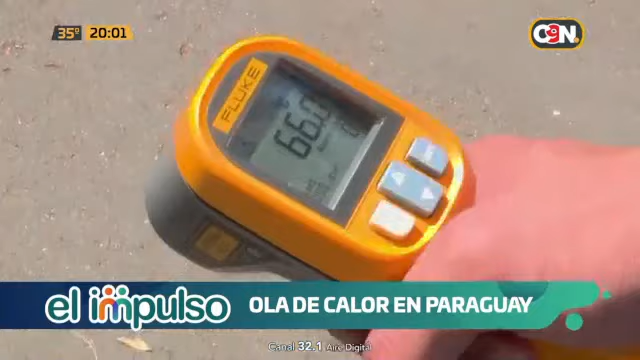 35° 20:01
C9N
FLUKE
66.0
el impulso
OLA DE CALOR EN PARAGUAY
Canal 32.1 Aire Digital